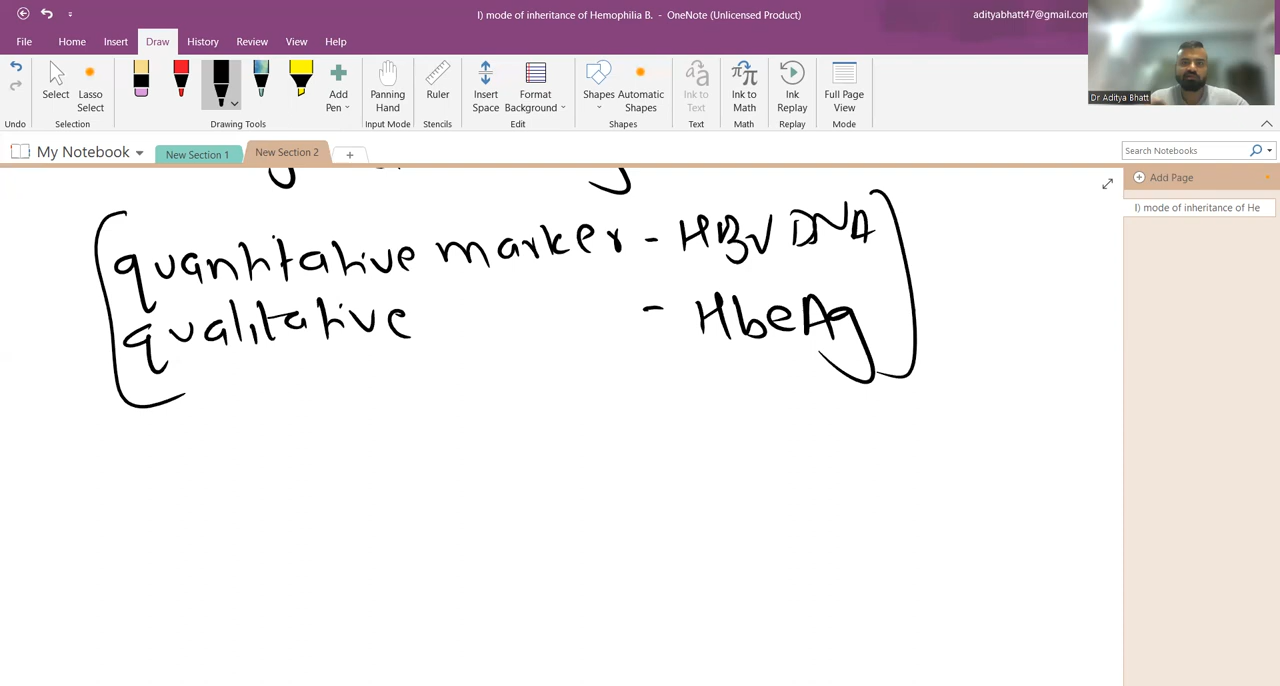 I) mode of inheritance of Hemophilia B. - OneNote (Unlicensed Product)
adityabhatt47@gmail.com
File Home Insert Draw History Review View Help
Dr Aditya Bhatt
Select Lasso Select Add Pen Panning Hand Ruler Insert Space Format Background Shapes Automatic Shapes Ink to Text Ink to Math Ink Replay Full Page View
Undo Selection Drawing Tools Input Mode Stencils Edit Shapes Text Math Replay Mode
My Notebook New Section 1 New Section 2 Search Notebooks
Add Page
I) mode of inheritance of He
quantitative marker - HBV DNA
qualitative - HbeAg